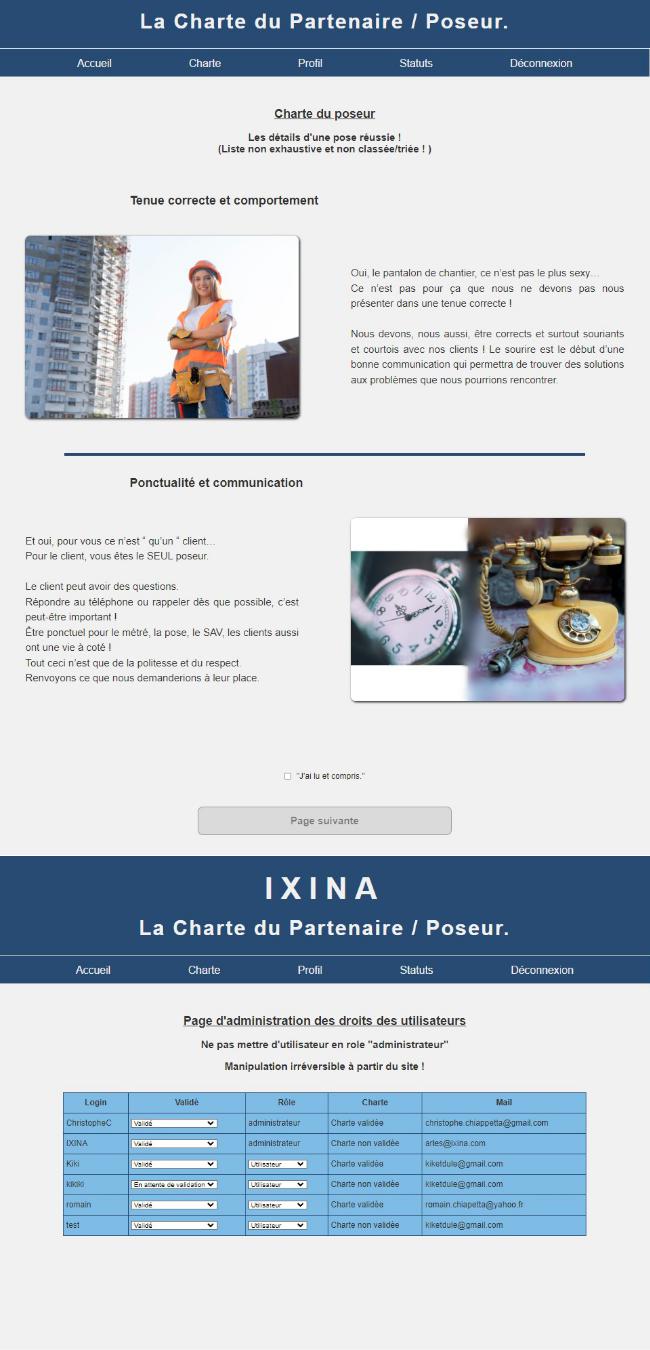 La Charte du Partenaire / Poseur.
Accueil Charte Profil Statuts Déconnexion
Charte du poseur
Les détails d'une pose réussie !
(Liste non exhaustive et non classée/triée ! )
Tenue correcte et comportement
Oui, le pantalon de chantier, ce n'est pas le plus sexy…
Ce n'est pas pour ça que nous ne devons pas nous
présenter dans une tenue correcte !
Nous devons, nous aussi, être corrects et surtout souriants
et courtois avec nos clients ! Le sourire est le début d'une
bonne communication qui permettra de trouver des solutions
aux problèmes que nous pourrions rencontrer.
Ponctualité et communication
Et oui, pour vous ce n'est " qu'un " client…
Pour le client, vous êtes le SEUL poseur.
Le client peut avoir des questions.
Répondre au téléphone ou rappeler dès que possible, c'est
peut-être important !
Être ponctuel pour le métré, la pose, le SAV, les clients aussi
ont une vie à coté !
Tout ceci n'est que de la politesse et du respect.
Renvoyons ce que nous demanderions à leur place.
"J'ai lu et compris."
Page suivante
IXINA
La Charte du Partenaire / Poseur.
Accueil Charte Profil Statuts Déconnexion
Page d'administration des droits des utilisateurs
Ne pas mettre d'utilisateur en role "administrateur"
Manipulation irréversible à partir du site !
Login Validé Rôle Charte Mail
ChristopheC Validé administrateur Charte validée christophe.chiappetta@gmail.com
IXINA Validé administrateur Charte non validée arles@ixina.com
Kiki Validé Utilisateur Charte validée kiketdule@gmail.com
kikiki En attente de validation Utilisateur Charte non validée kiketdule@gmail.com
romain Validé Utilisateur Charte validée romain.chiapetta@yahoo.fr
test Validé Utilisateur Charte non validée kiketdule@gmail.com